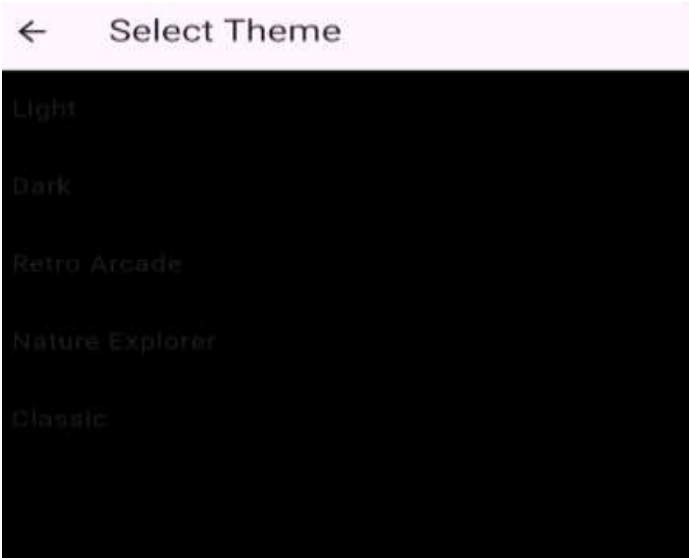 Select Theme
Light
Dark
Retro Arcade
Nature Explorer
Classic